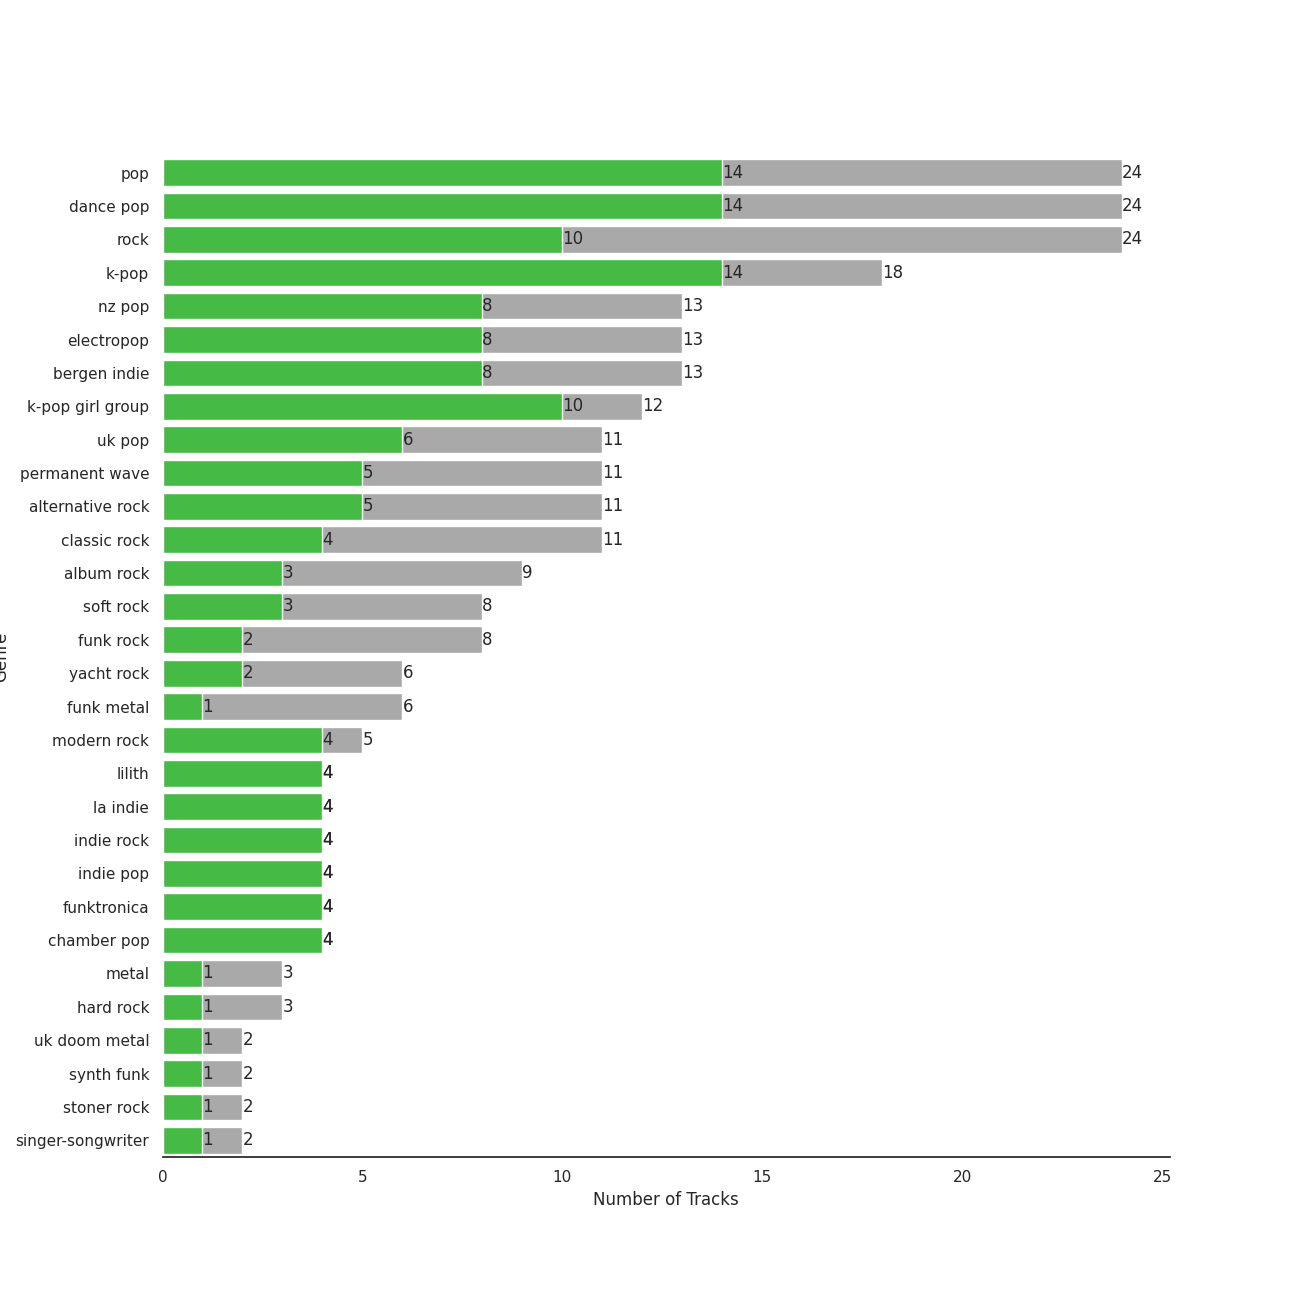 pop 14 24
dance pop 14 24
rock 10 24
k-pop 14 18
nz pop 8 13
electropop 8 13
bergen indie 8 13
k-pop girl group 10 12
uk pop 6 11
permanent wave 5 11
alternative rock 5 11
classic rock 4 11
album rock 3 9
soft rock 3 8
funk rock 2 8
yacht rock 2 6
funk metal 1 6
modern rock 4 5
lilith 4
la indie 4
indie rock 4
indie pop 4
funktronica 4
chamber pop 4
metal 1 3
hard rock 1 3
uk doom metal 1 2
synth funk 1 2
stoner rock 1 2
singer-songwriter 1 2
0 5 10 15 20 25
Number of Tracks
Genre